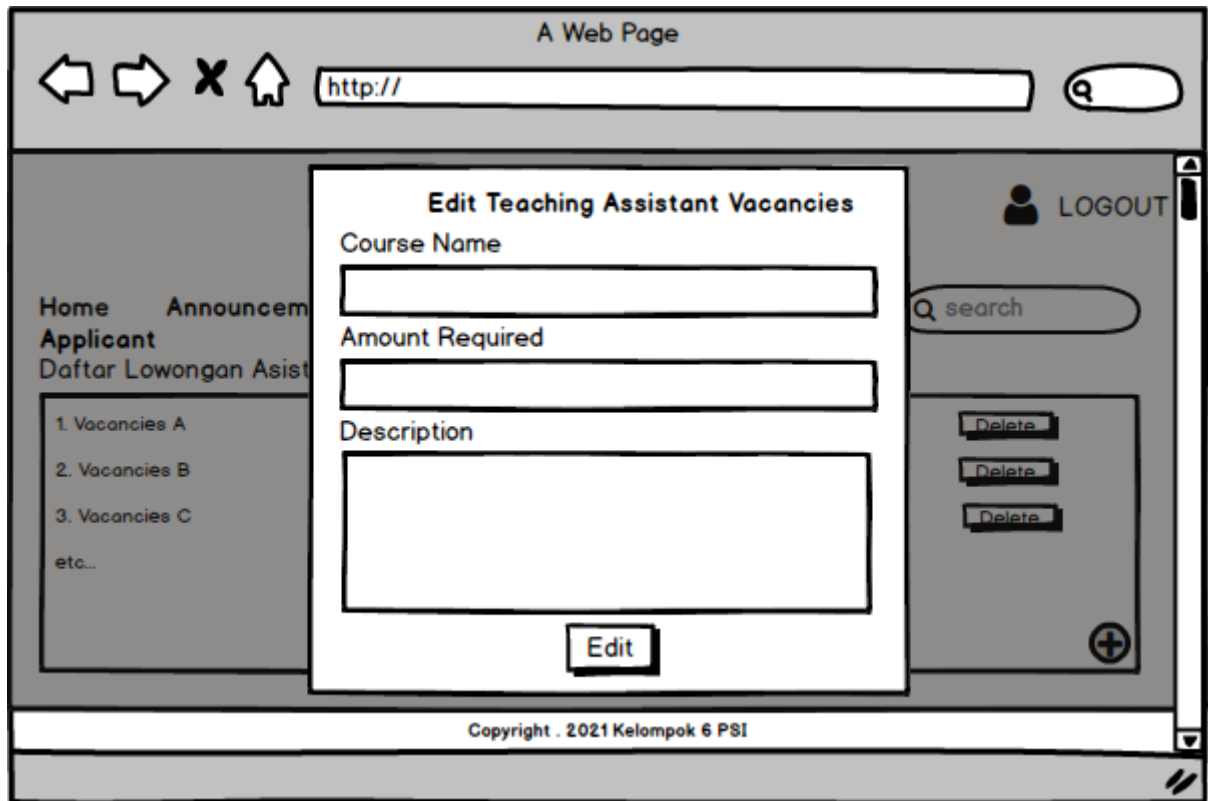 A Web Page
http://
Edit Teaching Assistant Vacancies
LOGOUT
Course Name
Home Announcem
search
Amount Required
Applicant
Daftar Lowongan Asist
1. Vacancies A
Delete
Description
2. Vacancies B
Delete
3. Vacancies C
Delete
etc...
Edit
Copyright . 2021 Kelompok 6 PSI